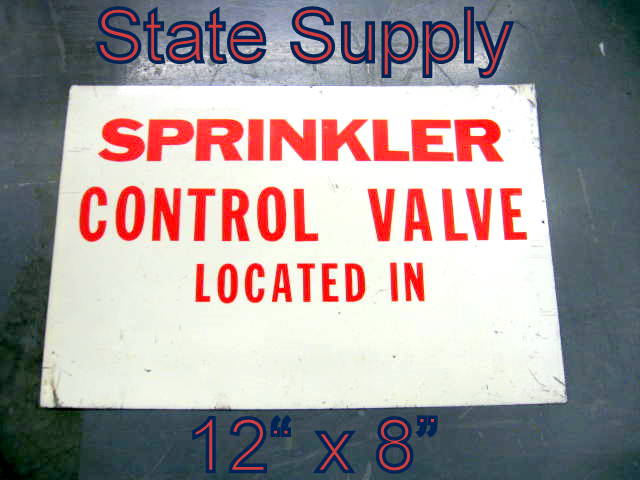 State Supply
SPRINKLER
CONTROL VALVE
LOCATED IN
12“ x 8”